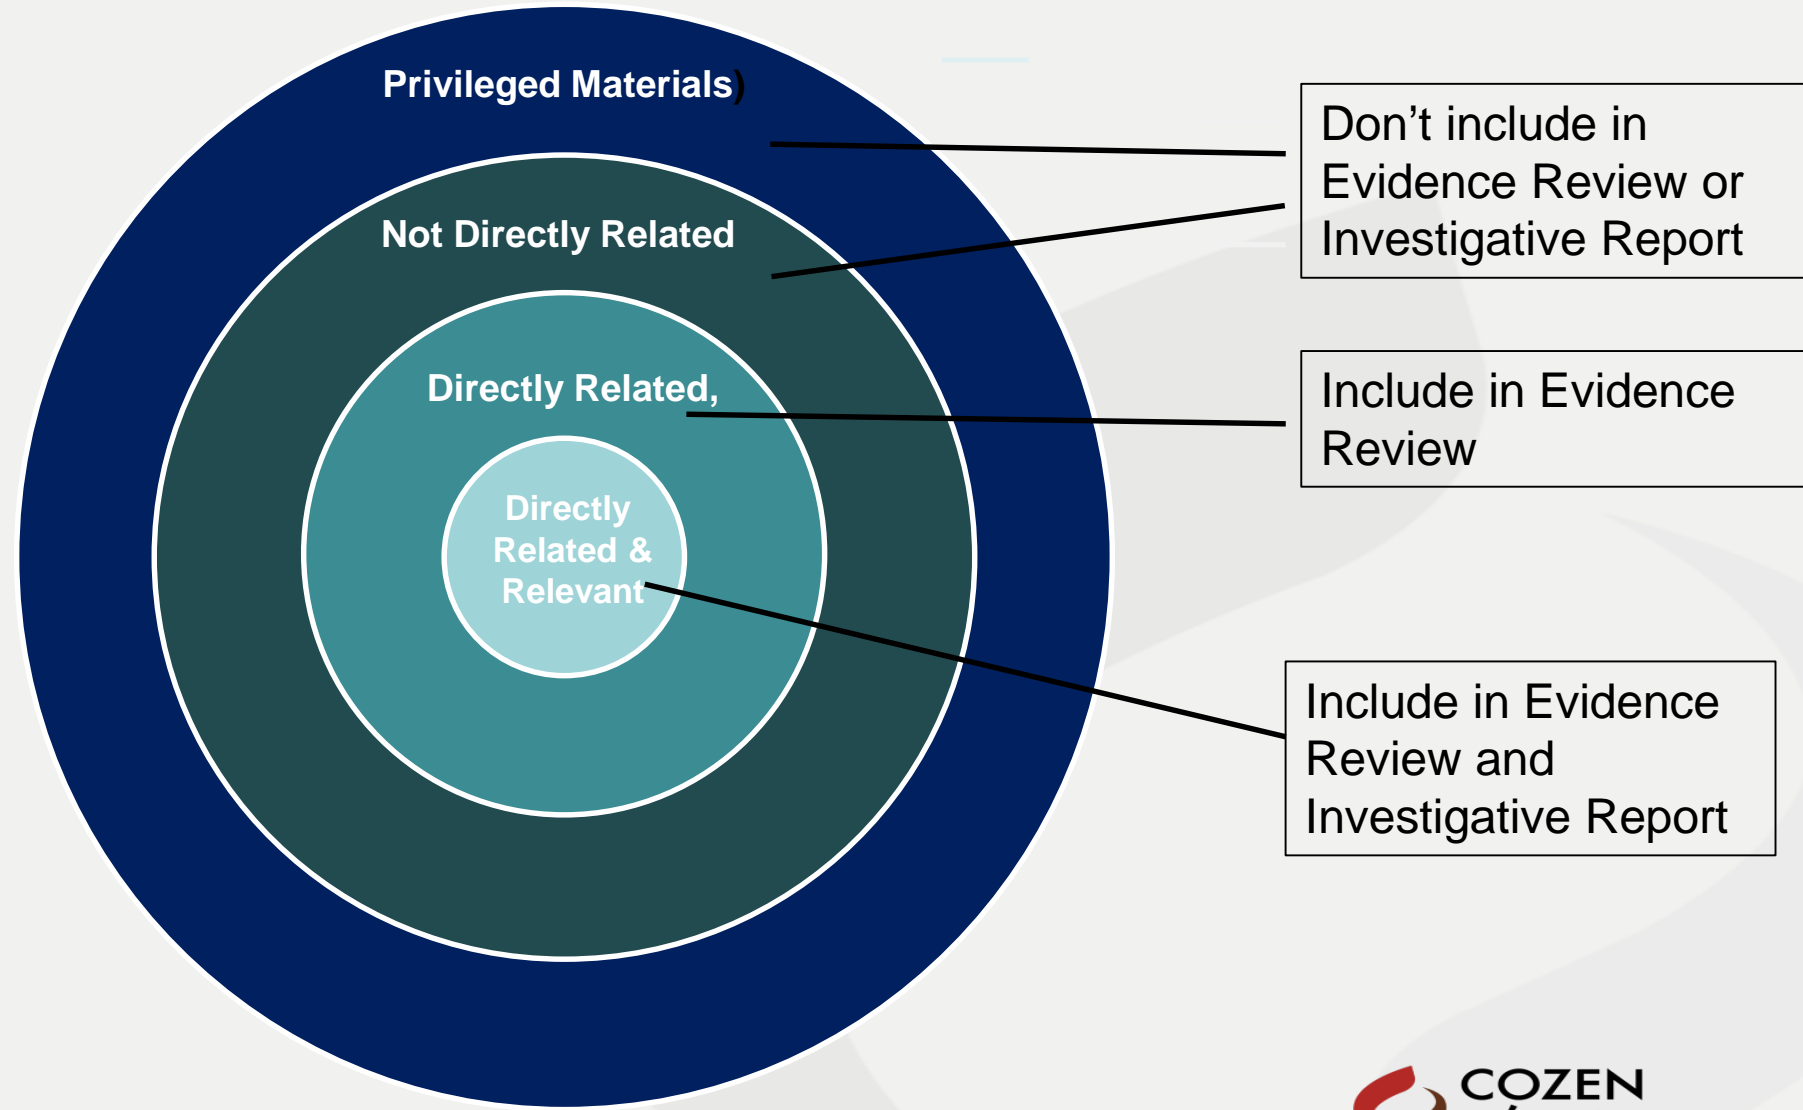 Privileged Materials)
Not Directly Related
Directly Related,
Directly
Related &
Relevant
Don’t include in
Evidence Review or
Investigative Report
Include in Evidence
Review
Include in Evidence
Review and
Investigative Report
COZEN